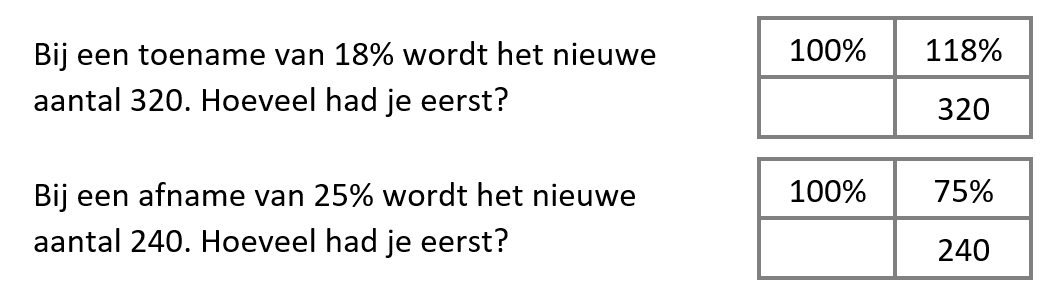 Bij een toename van 18% wordt het nieuwe
aantal 320. Hoeveel had je eerst?
100% 118%
320
Bij een afname van 25% wordt het nieuwe
aantal 240. Hoeveel had je eerst?
100% 75%
240